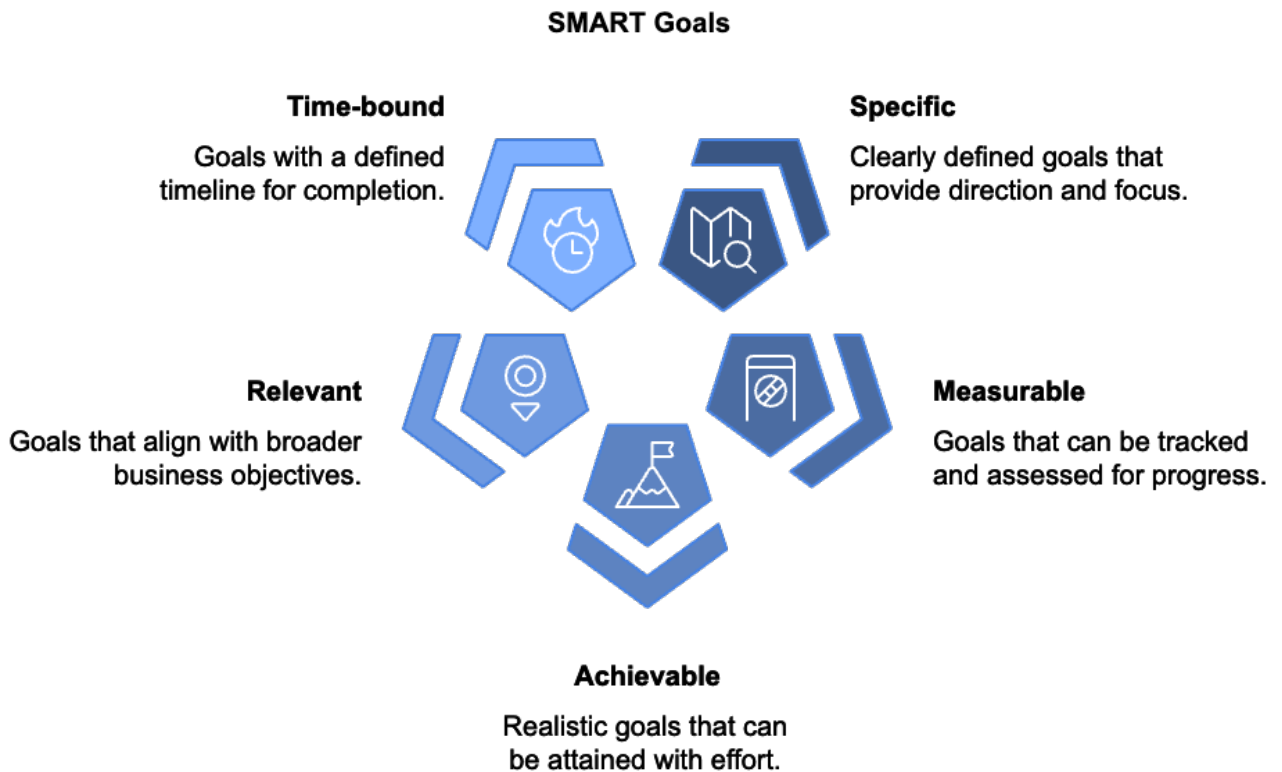 SMART Goals
Time-bound
Goals with a defined
timeline for completion.
Specific
Clearly defined goals that
provide direction and focus.
Relevant
Goals that align with broader
business objectives.
Measurable
Goals that can be tracked
and assessed for progress.
Achievable
Realistic goals that can
be attained with effort.